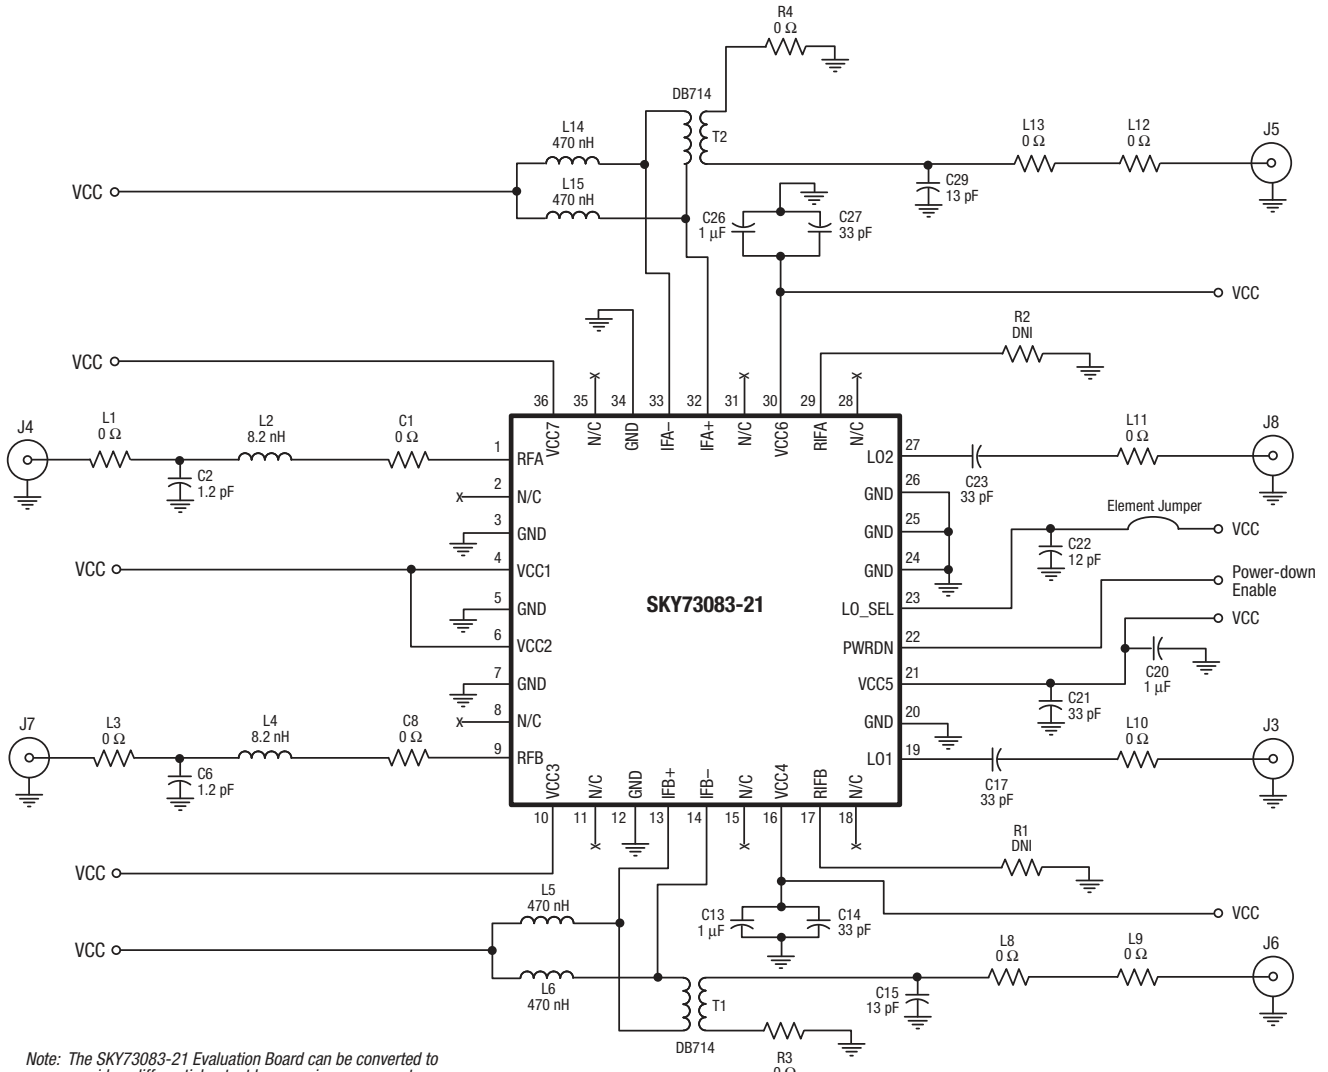 R4
0 Ω
DB714
T2
L14
470 nH
L15
470 nH
VCC
C29
13 pF
L13
0 Ω
L12
0 Ω
J5
C26
1 µF
C27
33 pF
VCC
R2
DNI
VCC
36
35
34
33
32
31
30
29
28
VCC7
N/C
GND
IFA–
IFA+
N/C
VCC6
RIFA
N/C
J4
L1
0 Ω
C2
1.2 pF
L2
8.2 nH
C1
0 Ω
1
RFA
2
N/C
3
GND
VCC
4
VCC1
5
GND
6
VCC2
7
GND
8
N/C
J7
L3
0 Ω
C6
1.2 pF
L4
8.2 nH
C8
0 Ω
9
RFB
SKY73083-21
LO2
27
C23
33 pF
L11
0 Ω
J8
GND
26
GND
25
GND
24
Element Jumper
VCC
C22
12 pF
LO_SEL
23
Power-down
Enable
PWRDN
22
VCC
C20
1 µF
VCC5
21
C21
33 pF
GND
20
LO1
19
C17
33 pF
L10
0 Ω
J3
VCC3
N/C
GND
IFB+
IFB–
N/C
VCC4
RIFB
N/C
10
11
12
13
14
15
16
17
18
R1
DNI
VCC
L5
470 nH
VCC
L6
470 nH
C13
1 µF
C14
33 pF
VCC
T1
DB714
C15
13 pF
L8
0 Ω
L9
0 Ω
J6
R3
Note: The SKY73083-21 Evaluation Board can be converted to